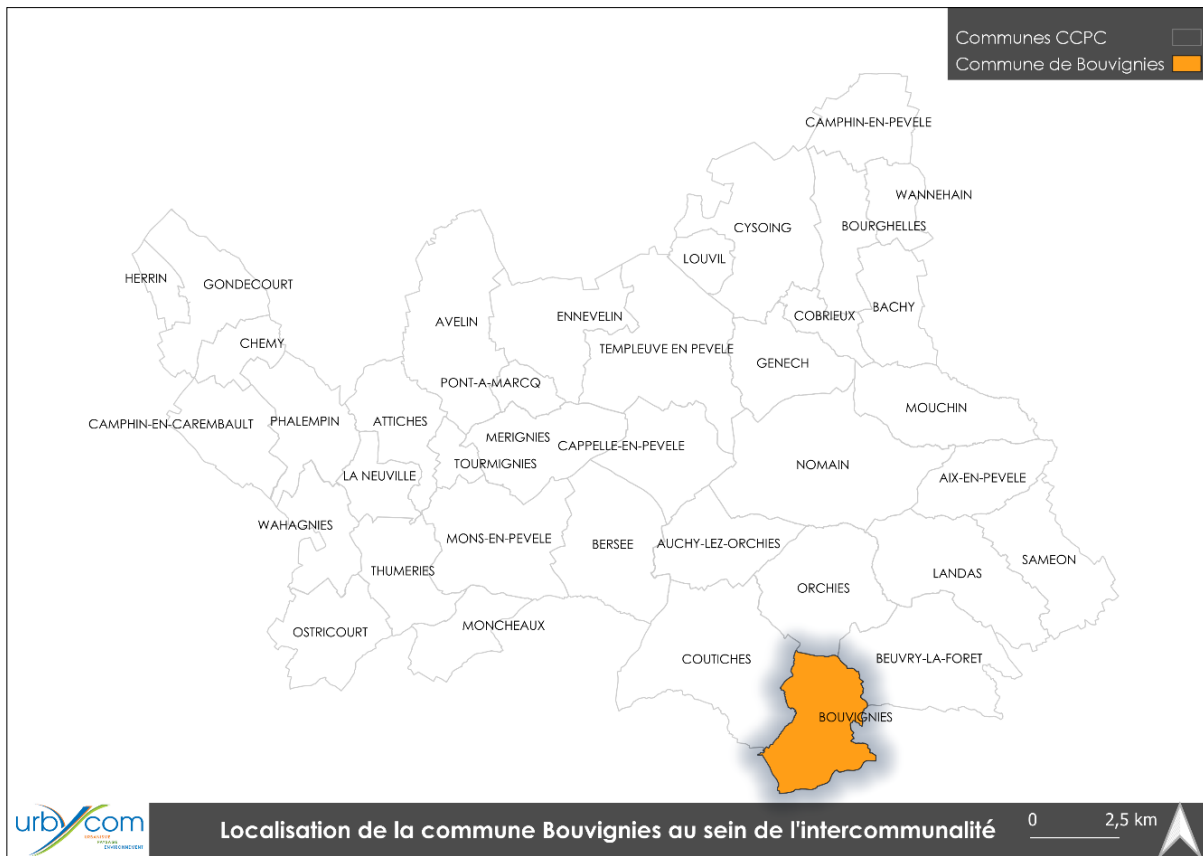 Communes CCPC
Commune de Bouvignies
CAMPHIN-EN-PEVELE
WANNEHAIN
CYSOING
BOURGHELLES
LOUVIL
HERRIN
GONDECOURT
BACHY
COBRIEUX
AVELIN
ENNEVELIN
CHEMY
TEMPLEUVE EN PEVELE
GENECH
PONT-A-MARCQ
MOUCHIN
CAMPHIN-EN-CAREMBAULT
PHALEMPIN
ATTICHES
MERIGNIES
CAPPELLE-EN-PEVELE
TOURMIGNIES
NOMAIN
LA NEUVILLE
AIX-EN-PEVELE
WAHAGNIES
MONS-EN-PEVELE
BERSEE
AUCHY-LEZ-ORCHIES
SAMEON
THUMERIES
LANDAS
ORCHIES
MONCHEAUX
OSTRICOURT
COUTICHES
BEUVRY-LA-FORET
BOUVIGNIES
urbycom
URBANISME
PAYSAGE
ENVIRONNEMENT
Localisation de la commune Bouvignies au sein de l'intercommunalité
0 2,5 km